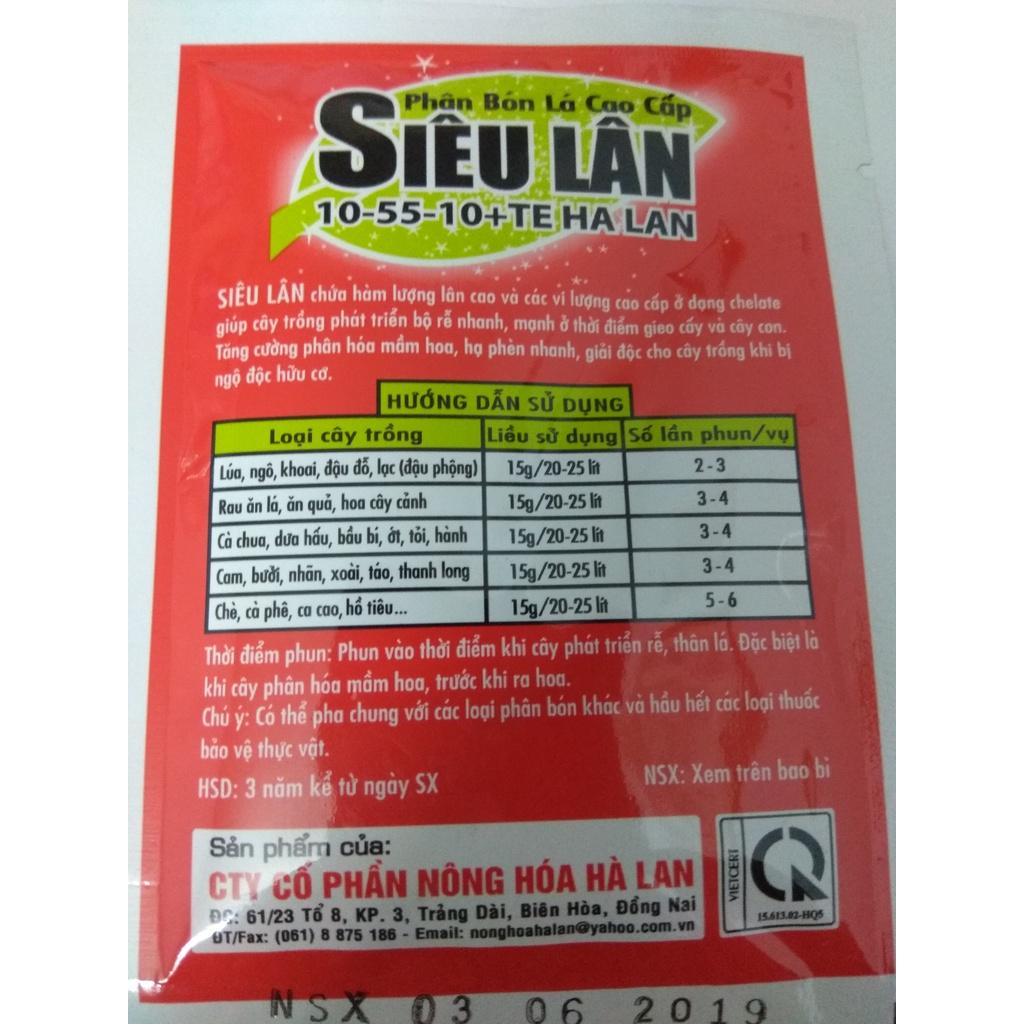 Phân Bón Lá Cao Cấp
SIÊU LÂN
10-55-10+TE HA LAN
SIÊU LÂN chứa hàm lượng lân cao và các vi lượng cao cấp ở dạng chelate
giúp cây trồng phát triển bộ rễ nhanh, mạnh ở thời điểm gieo cấy và cây con.
Tăng cường phân hóa mầm hoa, hạ phèn nhanh, giải độc cho cây trồng khi bị
ngộ độc hữu cơ.
HƯỚNG DẪN SỬ DỤNG
Loại cây trồng Liều sử dụng Số lần phun/vụ
Lúa, ngô, khoai, đậu đỗ, lạc (đậu phộng) 15g/20-25 lít 2-3
Rau ăn lá, ăn quả, hoa cây cảnh 15g/20-25 lít 3-4
Cà chua, dưa hấu, bầu bí, ớt, tỏi, hành 15g/20-25 lít 3-4
Cam, bưởi, nhãn, xoài, táo, thanh long 15g/20-25 lít 3-4
Chè, cà phê, ca cao, hồ tiêu... 15g/20-25 lít 5-6
Thời điểm phun: Phun vào thời điểm khi cây phát triển rễ, thân lá. Đặc biệt là
khi cây phân hóa mầm hoa, trước khi ra hoa.
Chú ý: Có thể pha chung với các loại phân bón khác và hầu hết các loại thuốc
bảo vệ thực vật.
HSD: 3 năm kể từ ngày SX NSX: Xem trên bao bì
Sản phẩm của:
CTY CỔ PHẦN NÔNG HÓA HÀ LAN
ĐC: 61/23 Tổ 8, KP. 3, Trảng Dài, Biên Hòa, Đồng Nai
ĐT/Fax: (061) 8 875 186 - Email: nonghoahalan@yahoo.com.vn
VIETCERT
CR
15.613.02-HQ5
NSX 03 06 2019